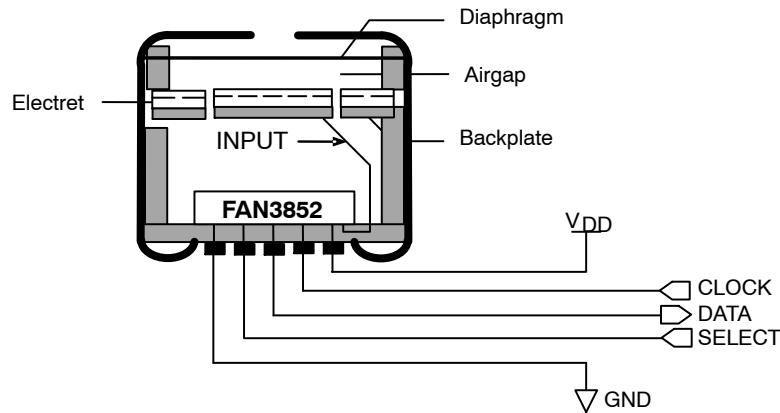 Diaphragm
Airgap
Electret
INPUT
Backplate
FAN3852
VDD
CLOCK
DATA
SELECT
GND